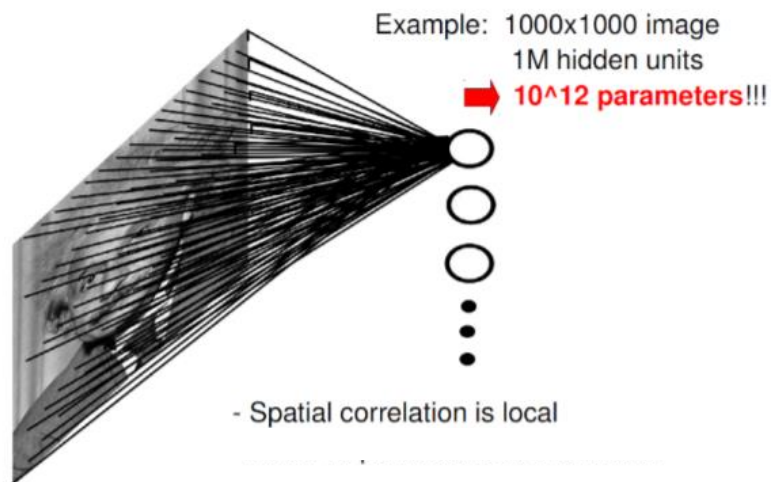 Example: 1000x1000 image
1M hidden units
10^12 parameters!!!
- Spatial correlation is local